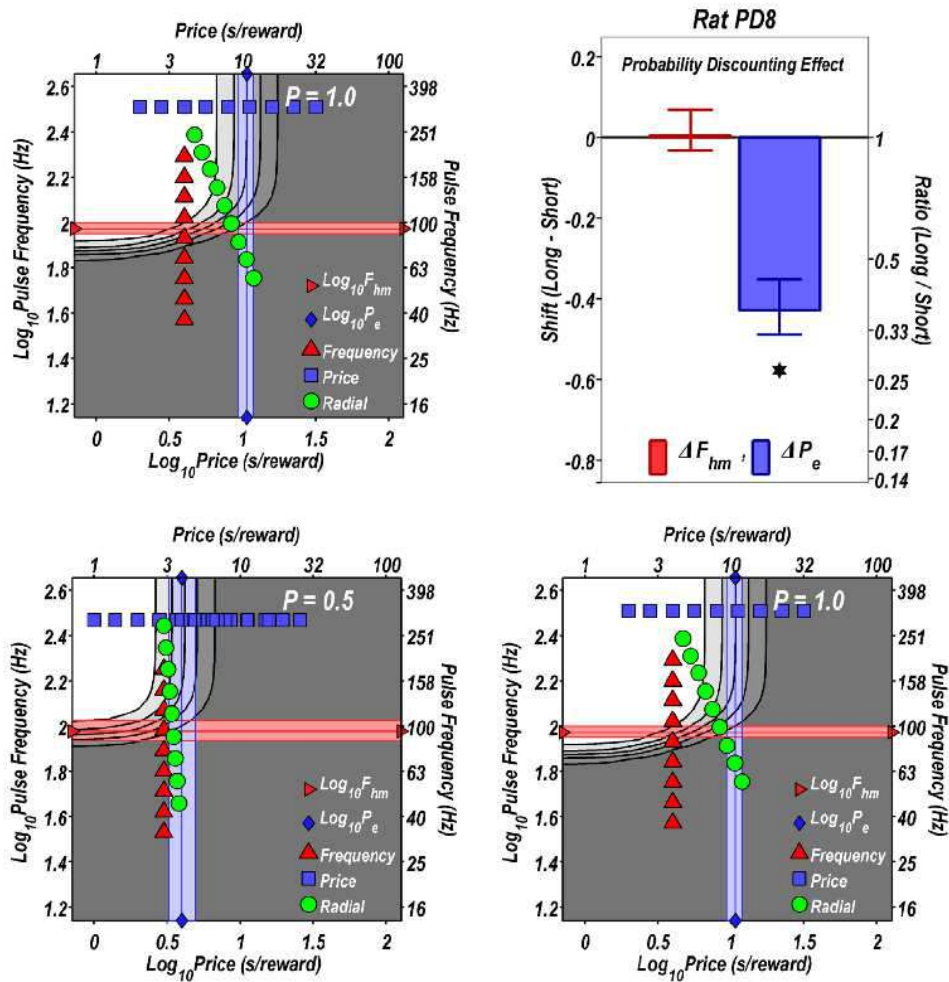 Price (s/reward)
1 3 10 32 100
2.6
2.4
2.2
2
1.8
1.6
1.4
1.2
398
251
158
100
63
40
25
16
P = 1.0
Log10Fhm
Log10Pe
Frequency
Price
Radial
0 0.5 1 1.5 2
Log10Price (s/reward)
Log10Pulse Frequency (Hz)
Pulse Frequency (Hz)
Rat PD8
Probability Discounting Effect
0.2
0
-0.2
-0.4
-0.6
-0.8
1
0.5
0.33
0.25
0.2
0.17
0.14
Shift (Long - Short)
Ratio (Long / Short)
ΔFhm , ΔPe
Price (s/reward)
1 3 10 32 100
2.6
2.4
2.2
2
1.8
1.6
1.4
1.2
398
251
158
100
63
40
25
16
P = 0.5
Log10Fhm
Log10Pe
Frequency
Price
Radial
0 0.5 1 1.5 2
Log10Price (s/reward)
Log10Pulse Frequency (Hz)
Pulse Frequency (Hz)
Price (s/reward)
1 3 10 32 100
2.6
2.4
2.2
2
1.8
1.6
1.4
1.2
398
251
158
100
63
40
25
16
P = 1.0
Log10Fhm
Log10Pe
Frequency
Price
Radial
0 0.5 1 1.5 2
Log10Price (s/reward)
Log10Pulse Frequency (Hz)
Pulse Frequency (Hz)